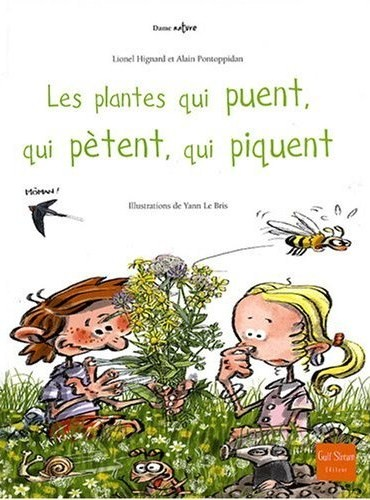 Dame nature
Lionel Hignard et Alain Pontoppidan
Les plantes qui puent,
qui pètent, qui piquent
MÔMAN !
Illustrations de Yann Le Bris
Gulf Stream
Éditeur